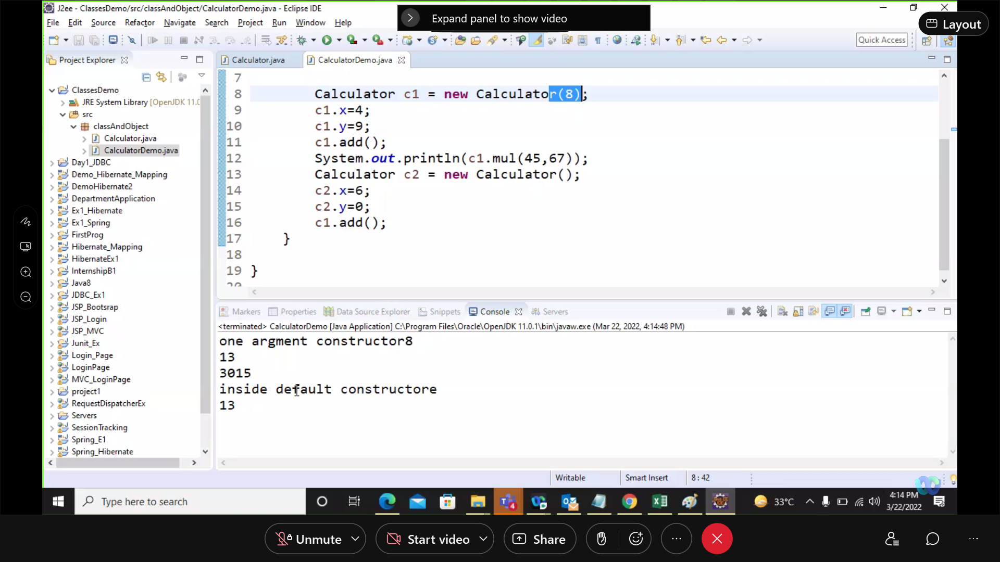 J2ee - ClassesDemo/src/classAndObject/CalculatorDemo.java - Eclipse IDE
Expand panel to show video
Layout
File Edit Source Refactor Navigate Search Project Run Window Help
Quick Access
Project Explorer
Calculator.java
CalculatorDemo.java
ClassesDemo
JRE System Library [OpenJDK 11.0
src
classAndObject
Calculator.java
CalculatorDemo.java
Day1_JDBC
Demo_Hibernate_Mapping
DemoHibernate2
DepartmentApplication
Ex1_Hibernate
Ex1_Spring
FirstProg
Hibernate_Mapping
HibernateEx1
InternshipB1
Java8
JDBC_Ex1
JSP_Bootsrap
JSP_Login
JSP_MVC
Junit_Ex
Login_Page
LoginPage
MVC_LoginPage
project1
RequestDispatcherEx
Servers
SessionTracking
Spring_E1
Spring_Hibernate
7
8 Calculator c1 = new Calculator(8);
9 c1.x=4;
10 c1.y=9;
11 c1.add();
12 System.out.println(c1.mul(45,67));
13 Calculator c2 = new Calculator();
14 c2.x=6;
15 c2.y=0;
16 c1.add();
17 }
18
19 }
20
Markers Properties Data Source Explorer Snippets Console Servers
<terminated> CalculatorDemo [Java Application] C:\Program Files\Oracle\OpenJDK 11.0.1\bin\javaw.exe (Mar 22, 2022, 4:14:48 PM)
one argment constructor8
13
3015
inside default constructore
13
Writable Smart Insert 8 : 42
Type here to search
4
33°C
4:14 PM
3/22/2022
Unmute
Start video
Share